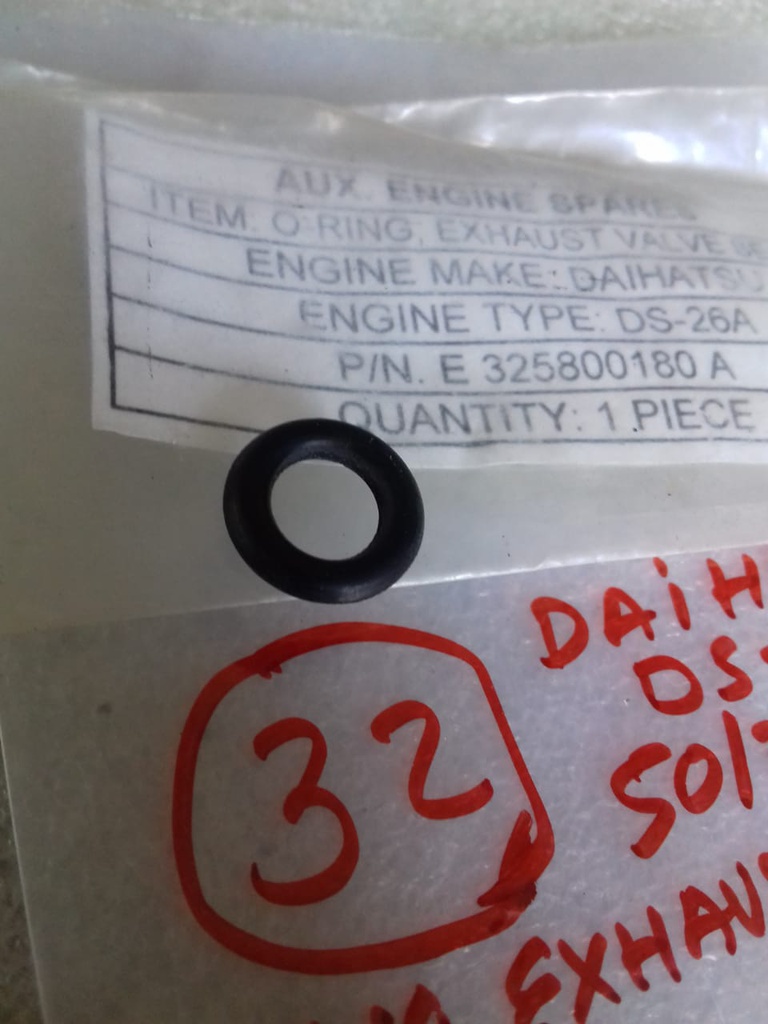 AUX. ENGINE SPARES
ITEM. O RING, EXHAUST VALVE SE
ENGINE MAKE: DAIHATSU
ENGINE TYPE: DS-26A
P/N. E 325800180 A
QUANTITY: 1 PIECE
DAiH
DS-
32
EXHAU